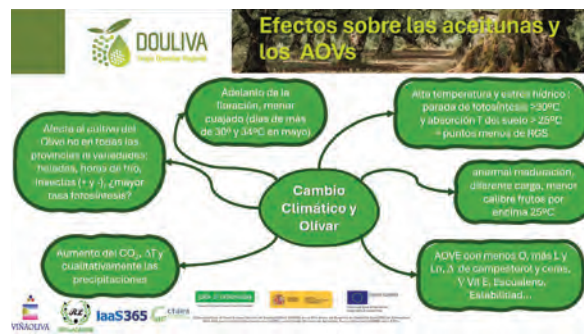 DOULIVA
Efectos sobre las aceitunas y
los AOVs
Adelanto de la
floración, menor
cuajado (días de más
de 30º y 34ºC en mayo)
Alta temperatura y estrés hídrico:
parada de fotosíntesis >30ºC
y absorción T del suelo > 25ºC
= puntos menos de RGS
Afecta al cultivo del
Olivo no en todas las
provincias ni variedades:
heladas, horas de frío,
insectos (+ y -), ¿mayor
tasa fotosíntesis?
Cambio
Climático y
Olivar
anormal maduración,
diferente carga, menos
calibre frutos por
encima 25ºC
Aumento del CO₂, ΔT y
cualitativamente las
precipitaciones
AOVE con menos O, más L y
Ln, Δ de campesterol y ceras,
∇ Vit E, Escualeno,
Estabilidad...
VIÑAOLIVA
IaaS365
ctaex